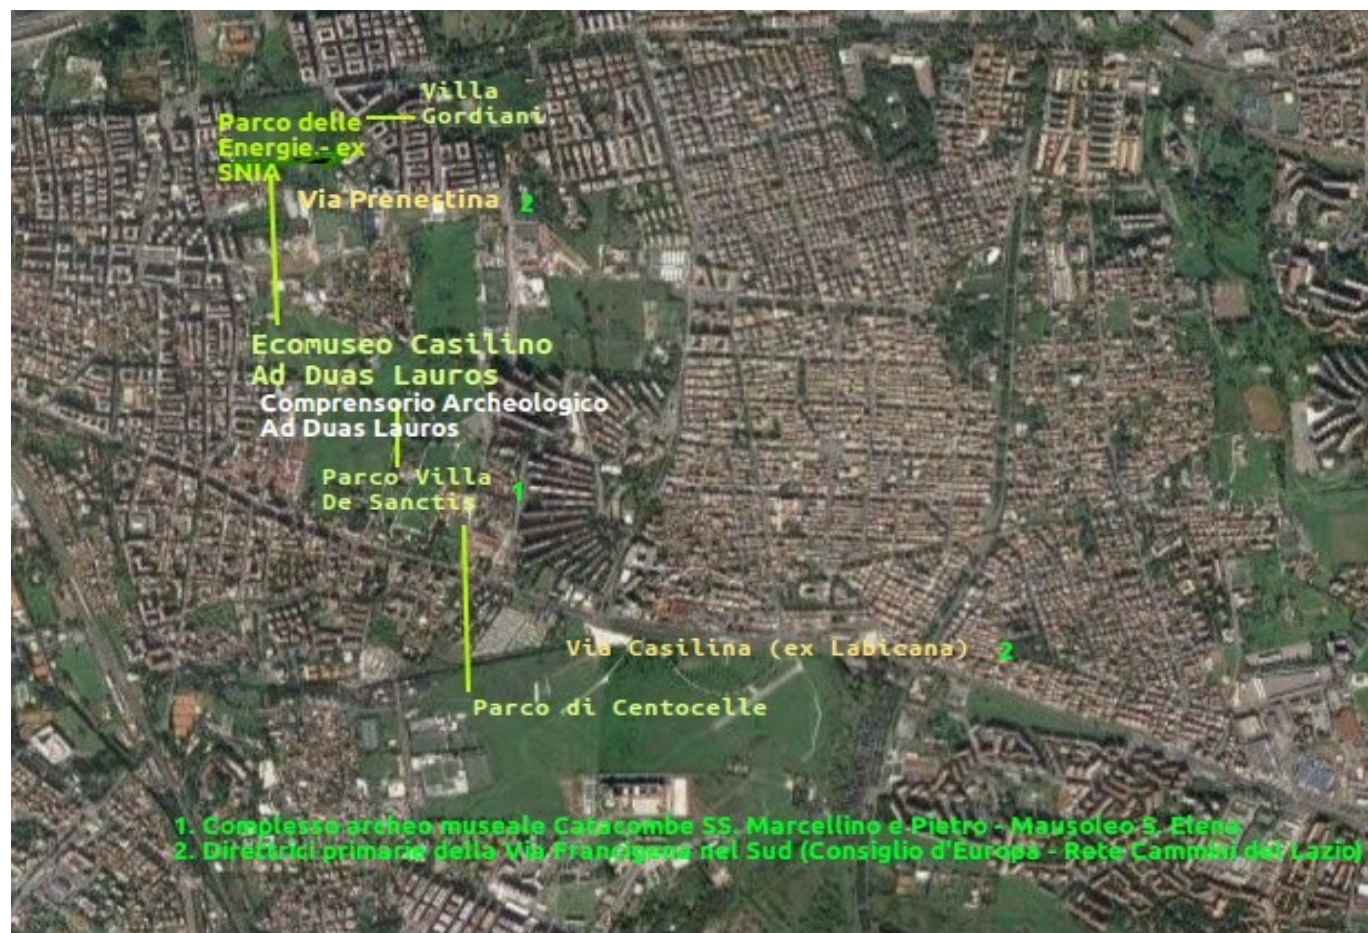 Villa
Gordiani
Parco delle
Energie - ex
SNIA
Via Prenestina 2
Ecomuseo Casilino
Ad Duas Lauros
Comprensorio Archeologico
Ad Duas Lauros
Parco Villa
De Sanctis
1
Via Casilina (ex Labicana) 2
Parco di Centocelle
1. Complesso archeo museale Catacombe SS. Marcellino e Pietro - Mausoleo S. Elena
2. Direttrici primarie della Via Francigena nel Sud (Consiglio d'Europa - Rete Cammini del Lazio)